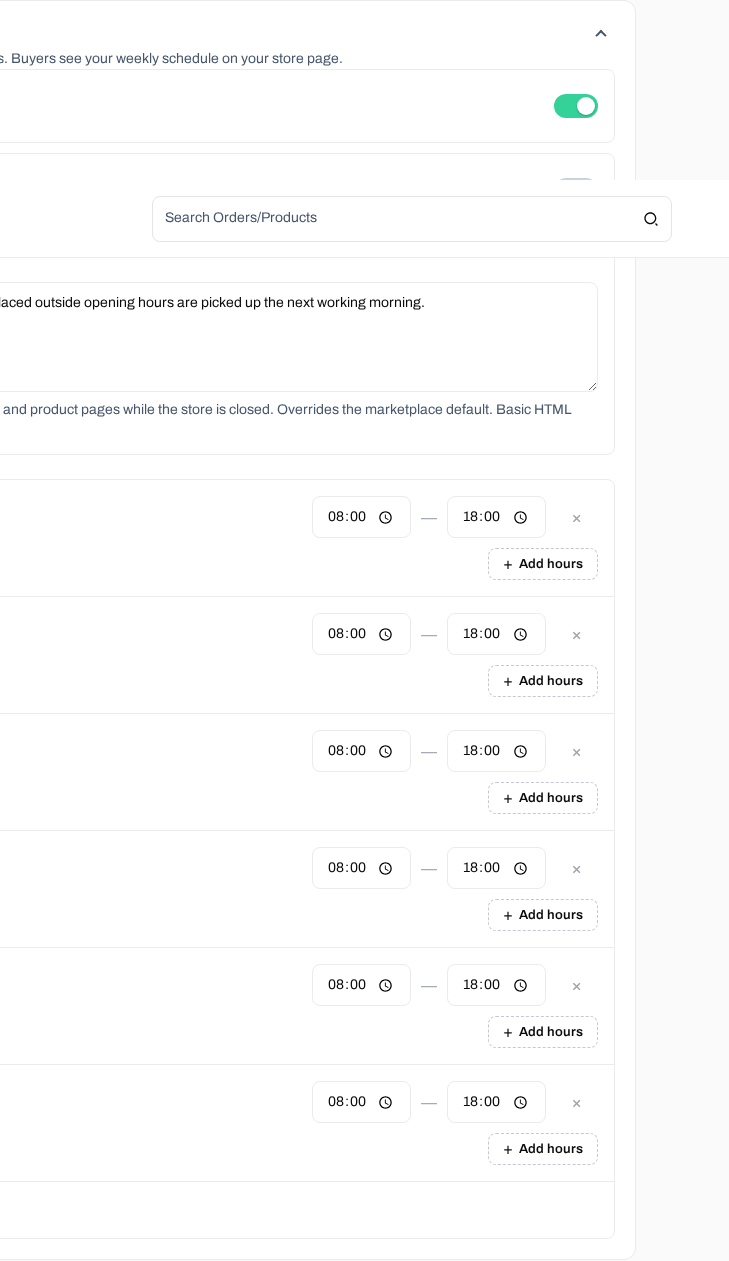 s. Buyers see your weekly schedule on your store page.
Search Orders/Products
laced outside opening hours are picked up the next working morning.
and product pages while the store is closed. Overrides the marketplace default. Basic HTML
08:00 — 18:00 ×
+ Add hours
08:00 — 18:00 ×
+ Add hours
08:00 — 18:00 ×
+ Add hours
08:00 — 18:00 ×
+ Add hours
08:00 — 18:00 ×
+ Add hours
08:00 — 18:00 ×
+ Add hours